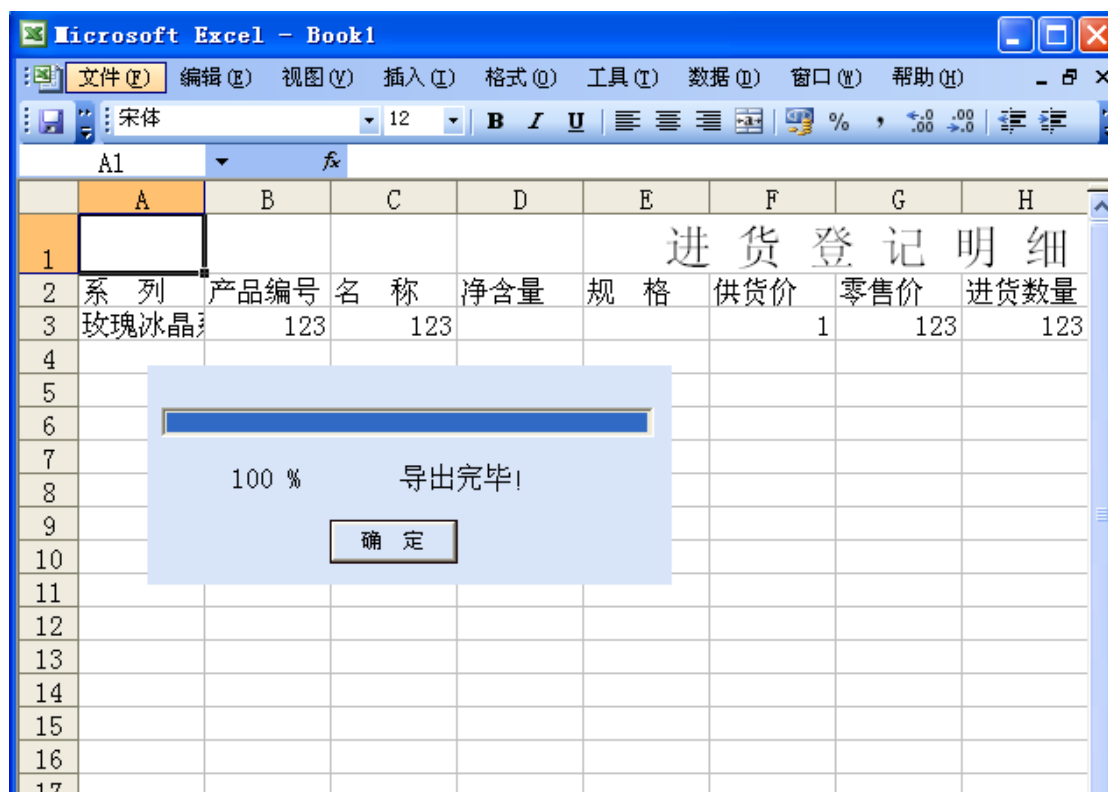 Microsoft Excel - Book1
文件(F) 编辑(E) 视图(V) 插入(I) 格式(O) 工具(T) 数据(D) 窗口(W) 帮助(H)
宋体 12 B I U % , .00 .00
A1 fx
A B C D E F G H
1 进 货 登 记 明 细
2 系 列 产品编号 名 称 净含量 规 格 供货价 零售价 进货数量
3 玫瑰冰晶 123 123 1 123 123
4
5
6
7
100 % 导出完毕!
8
9
确 定
10
11
12
13
14
15
16
17